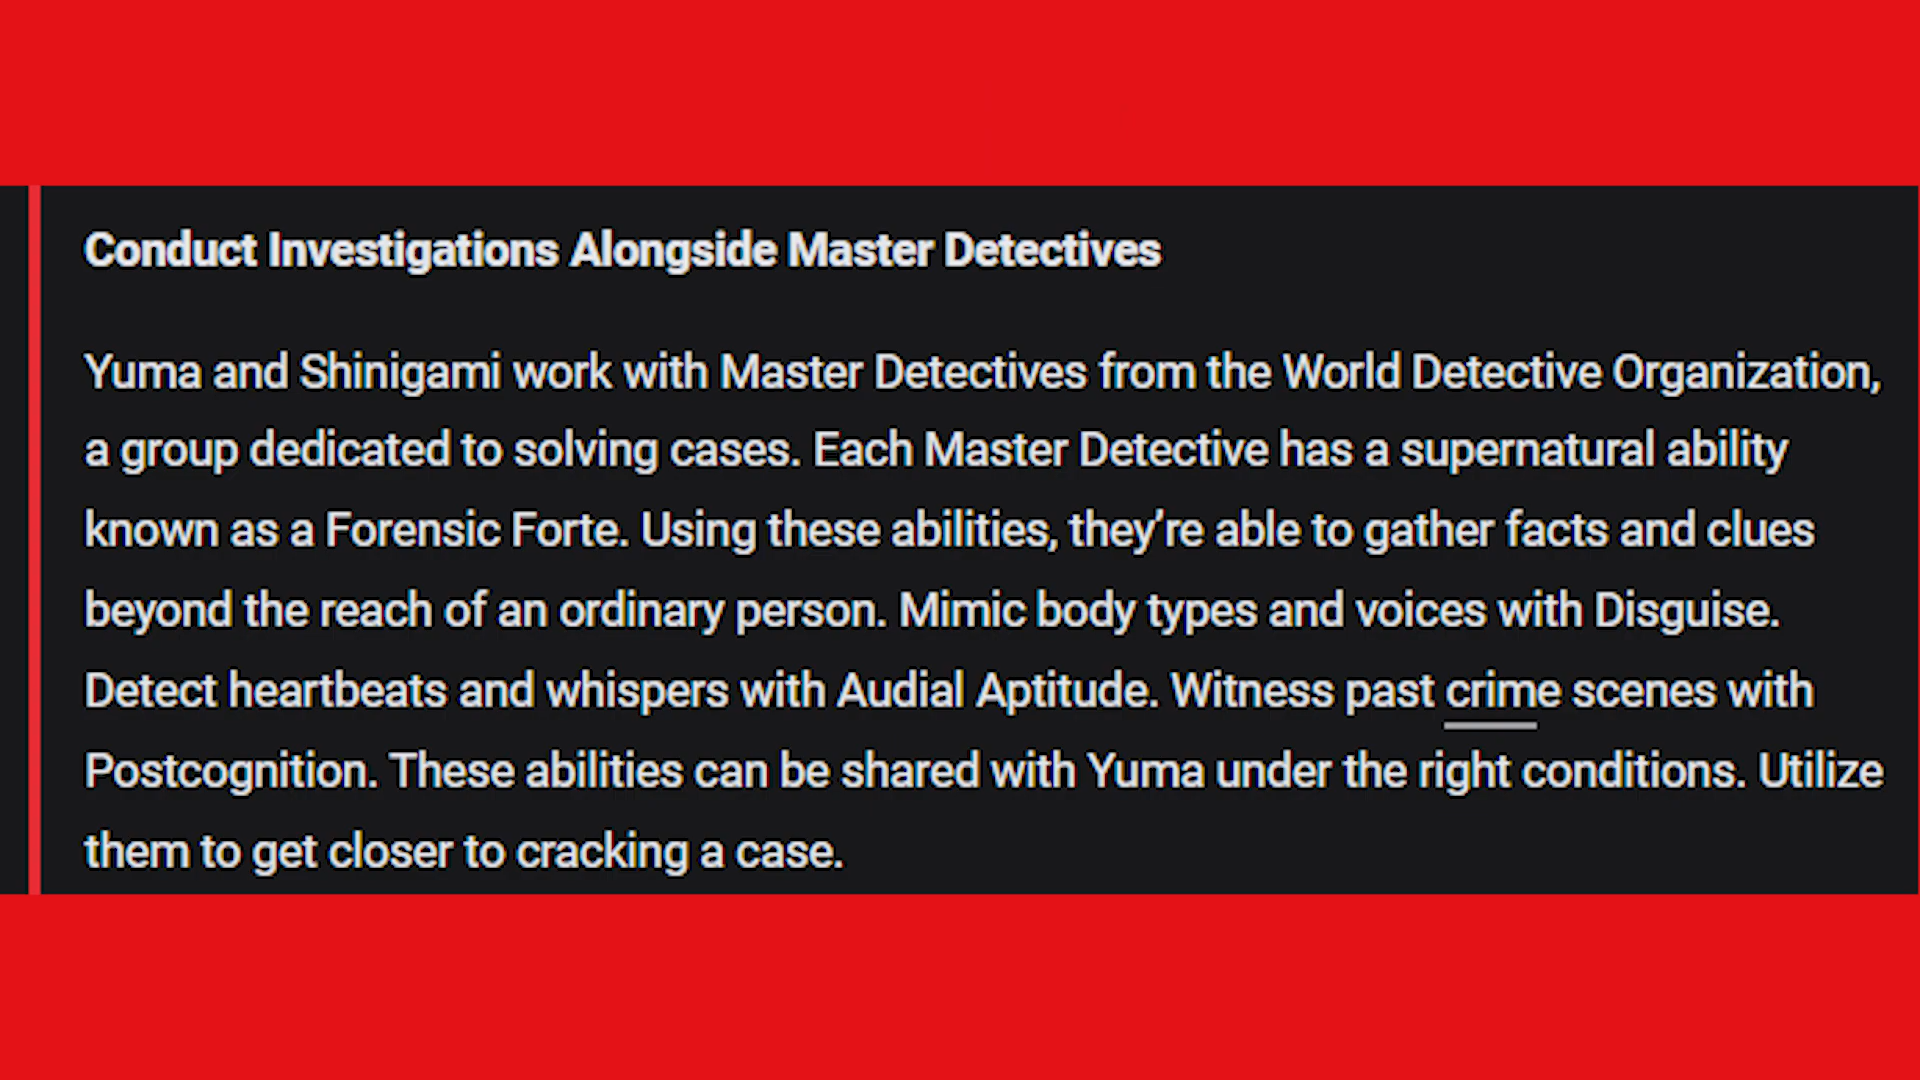 Conduct Investigations Alongside Master Detectives
Yuma and Shinigami work with Master Detectives from the World Detective Organization,
a group dedicated to solving cases. Each Master Detective has a supernatural ability
known as a Forensic Forte. Using these abilities, they’re able to gather facts and clues
beyond the reach of an ordinary person. Mimic body types and voices with Disguise.
Detect heartbeats and whispers with Audial Aptitude. Witness past crime scenes with
Postcognition. These abilities can be shared with Yuma under the right conditions. Utilize
them to get closer to cracking a case.